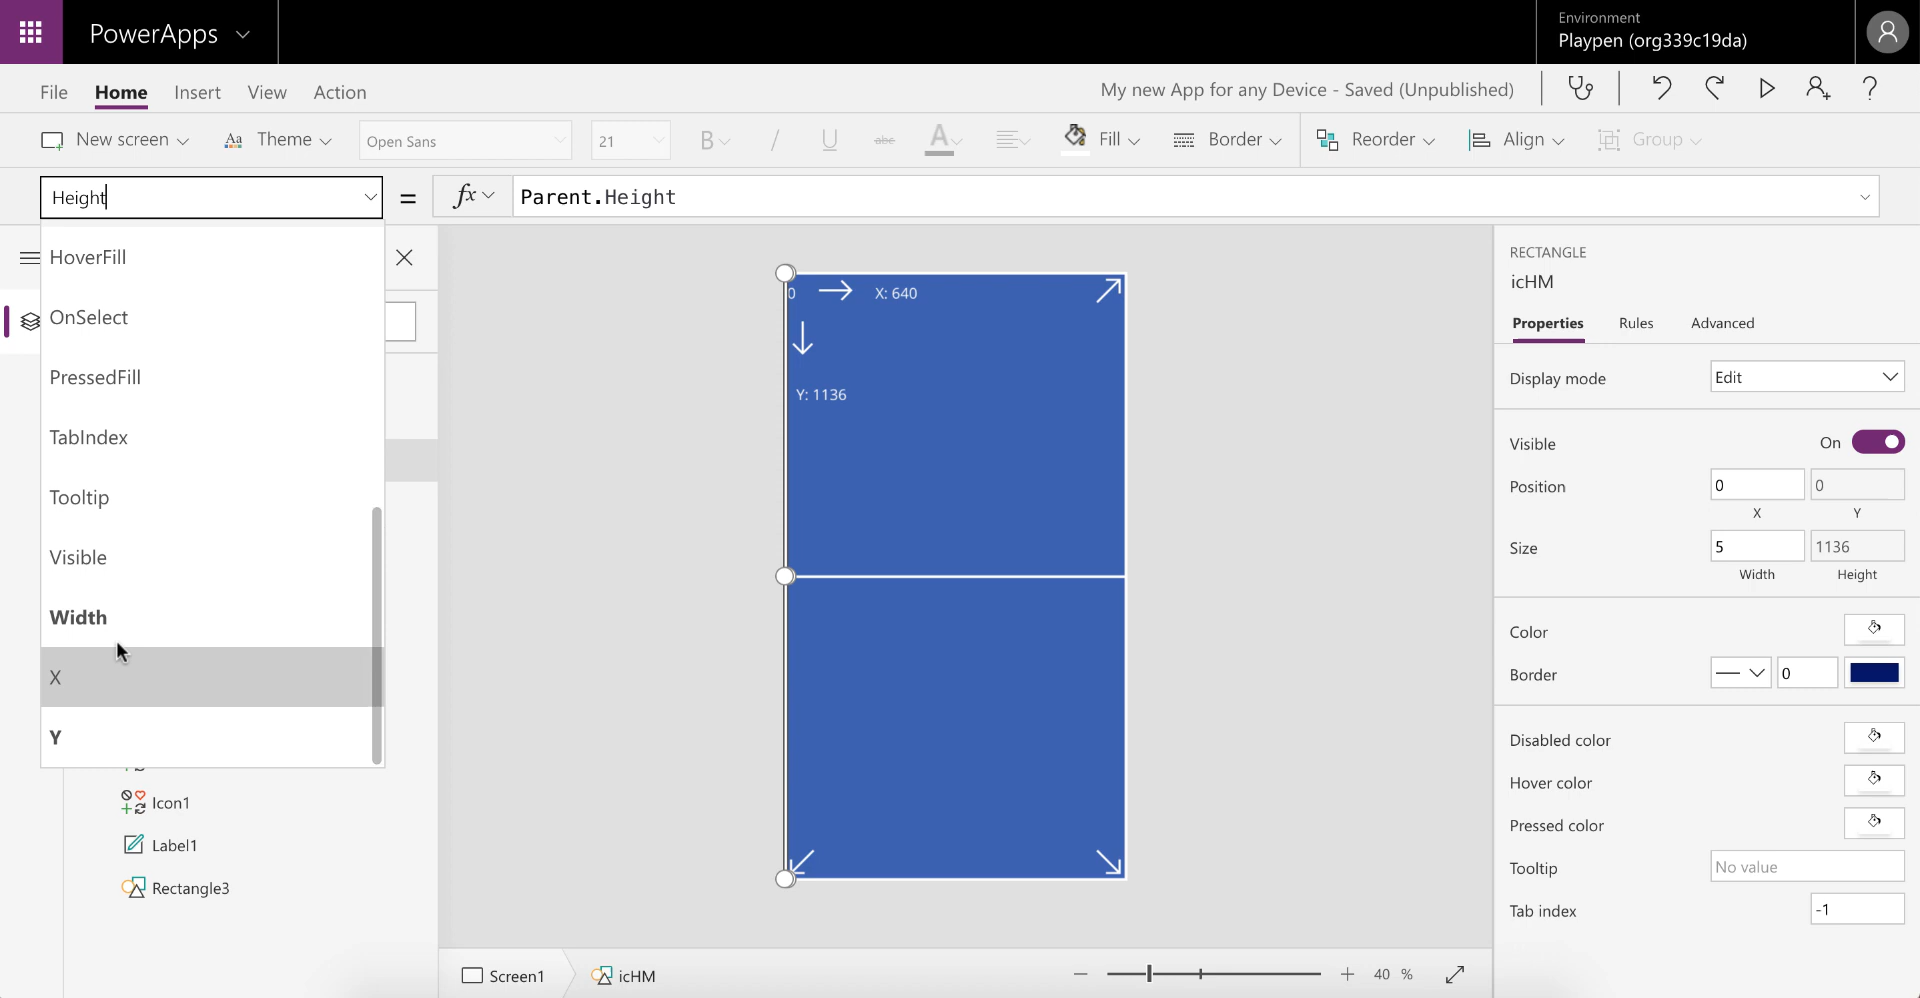 PowerApps
Environment
Playpen (org339c19da)
File Home Insert View Action
My new App for any Device - Saved (Unpublished)
New screen Theme Open Sans 21 B / U abc A Fill Border Reorder Align Group
Height = fx Parent.Height
HoverFill
OnSelect
PressedFill
TabIndex
Tooltip
Visible
Width
X
Y
Icon1
Label1
Rectangle3
0 X: 640
Y: 1136
RECTANGLE
icHM
Properties Rules Advanced
Display mode Edit
Visible On
Position 0 0
X Y
Size 5 1136
Width Height
Color
Border 0
Disabled color
Hover color
Pressed color
Tooltip No value
Tab index -1
Screen1 icHM 40 %